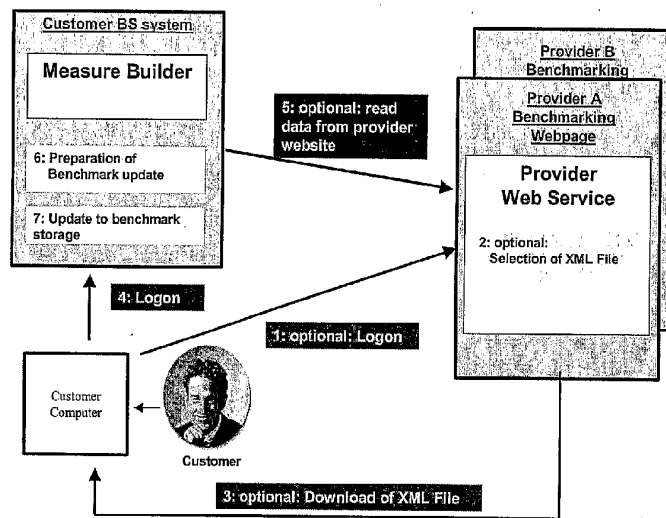 Customer BS system
Measure Builder
6: Preparation of
Benchmark update
7: Update to benchmark
storage
5: optional: read
data from provider
website
Provider B
Benchmarking
Provider A
Benchmarking
Webpage
Provider
Web Service
2: optional:
Selection of XML File
4: Logon
1: optional: Logon
Customer
Computer
Customer
3: optional: Download of XML File